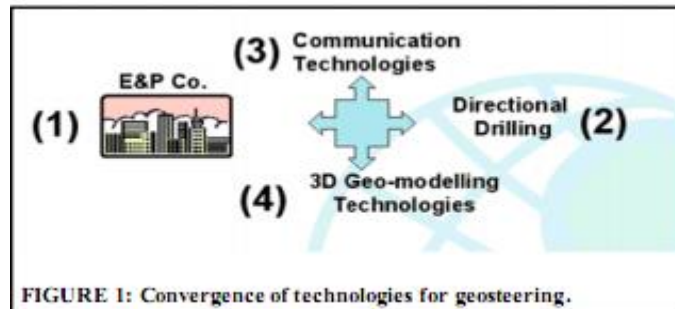 (3) Communication
Technologies
E&P Co.
(1)
Directional
Drilling (2)
(4) 3D Geo-modelling
Technologies
FIGURE 1: Convergence of technologies for geosteering.